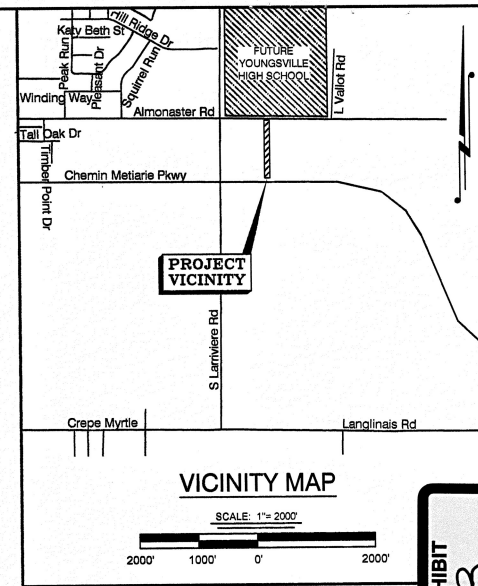 Hill Ridge Dr
Katy Beth St
Peak Run
Pleasant Dr
Squirrel Run
Winding Way
FUTURE
YOUNGSVILLE
HIGH SCHOOL
L Vallot Rd
Almonaster Rd
Tall Oak Dr
Timber Point Dr
Chemin Metiarie Pkwy
PROJECT
VICINITY
S Larriviere Rd
Crepe Myrtle
Langlinais Rd
VICINITY MAP
SCALE: 1"= 2000'
2000' 1000' 0' 2000'
HIBIT